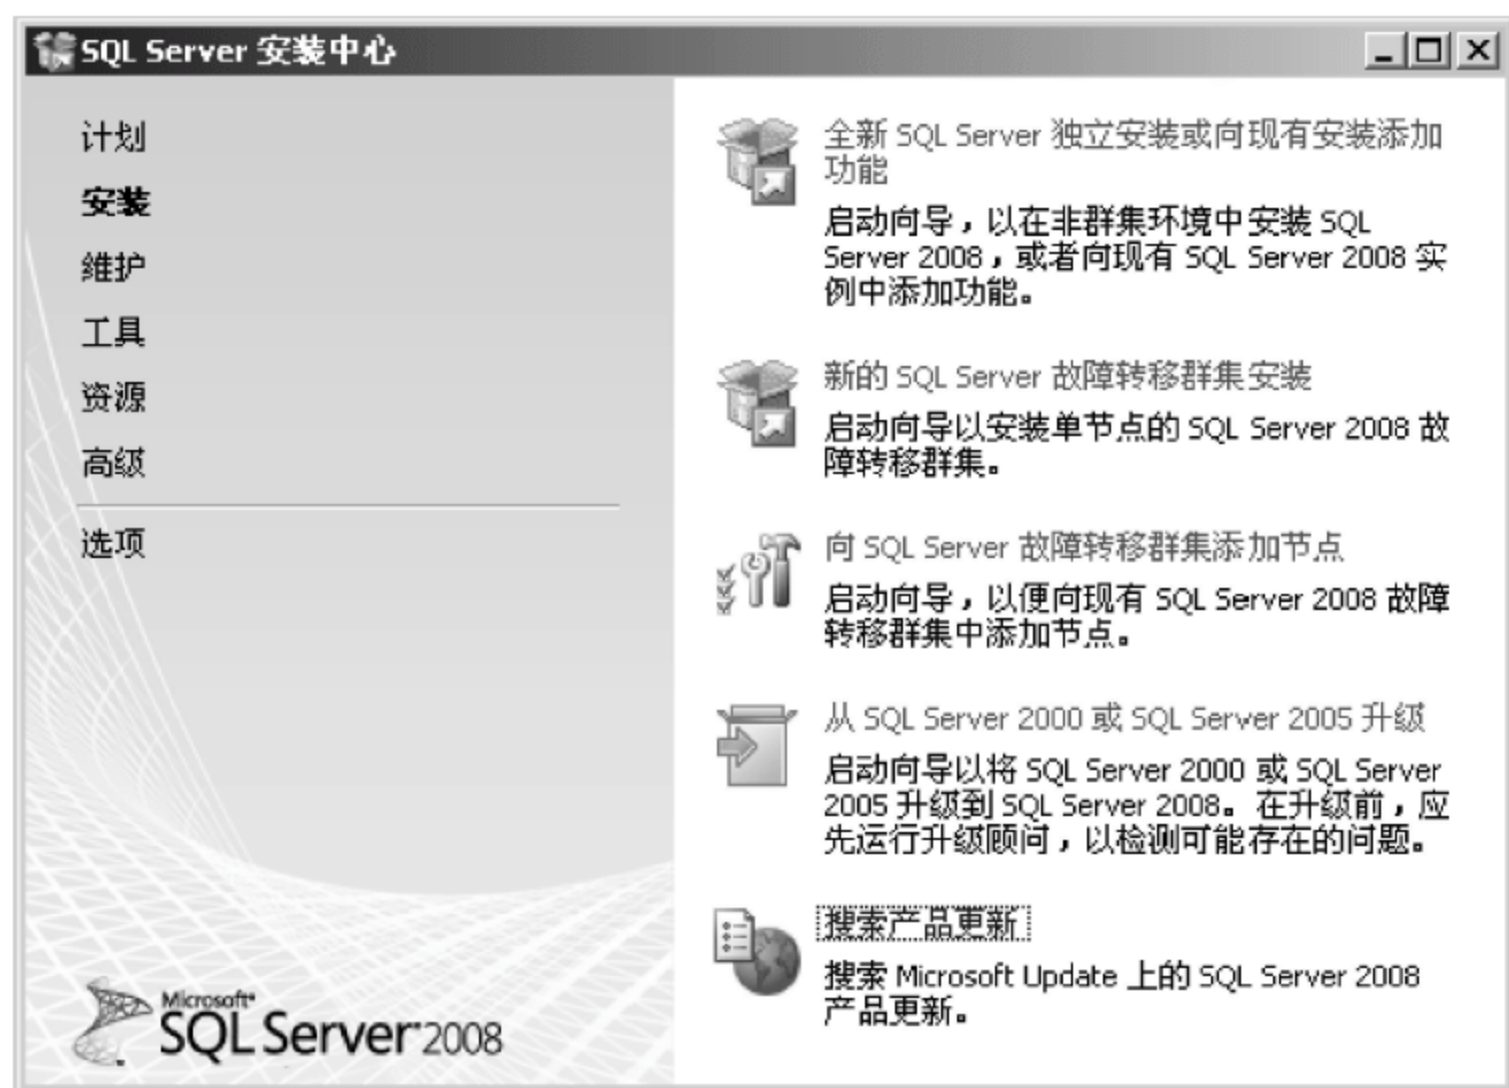 SQL Server 安装中心
计划
安装
维护
工具
资源
高级
选项
全新 SQL Server 独立安装或向现有安装添加
功能
启动向导，以在非群集环境中安装 SQL
Server 2008，或者向现有 SQL Server 2008 实
例中添加功能。
新的 SQL Server 故障转移群集安装
启动向导以安装单节点的 SQL Server 2008 故
障转移群集。
向 SQL Server 故障转移群集添加节点
启动向导，以便向现有 SQL Server 2008 故障
转移群集中添加节点。
从 SQL Server 2000 或 SQL Server 2005 升级
启动向导以将 SQL Server 2000 或 SQL Server
2005 升级到 SQL Server 2008。在升级前，应
先运行升级顾问，以检测可能存在的问题。
搜索产品更新
搜索 Microsoft Update 上的 SQL Server 2008
产品更新。
Microsoft
SQL Server 2008